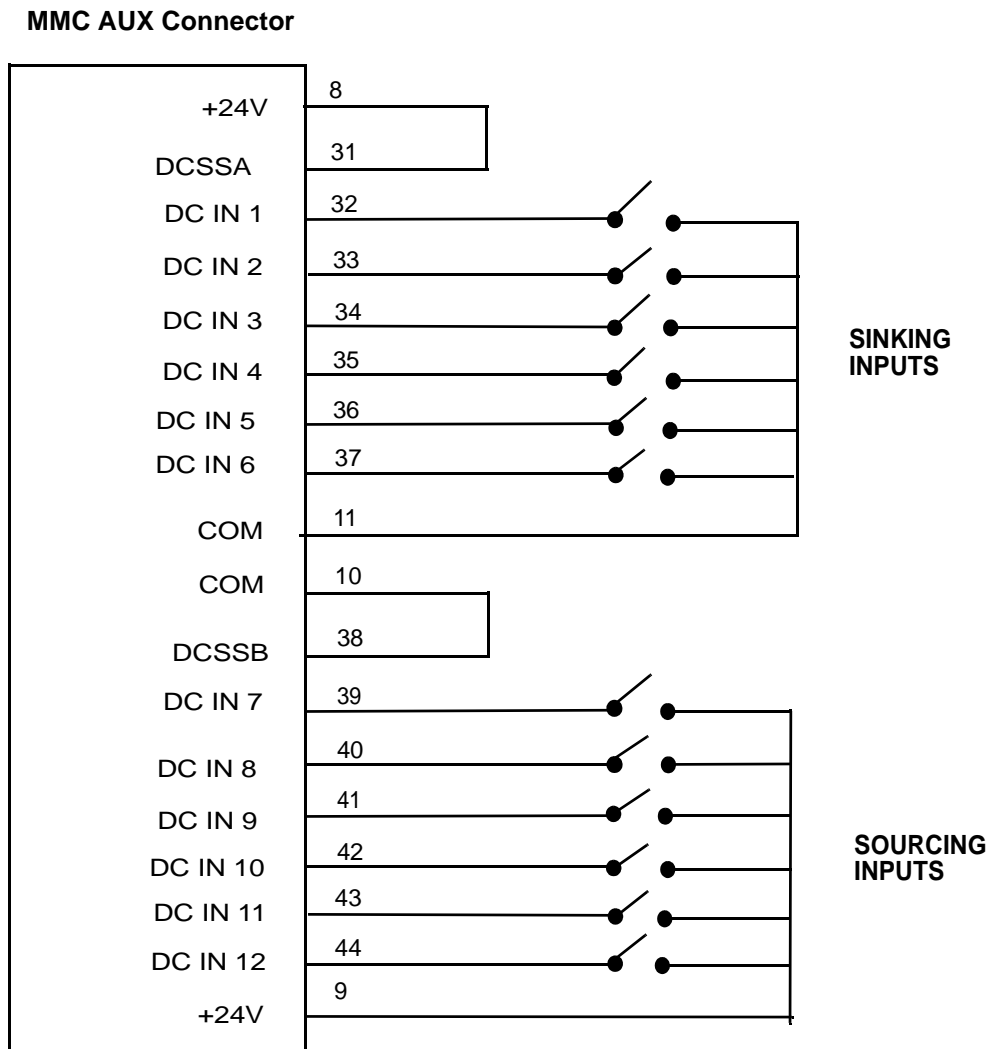 MMC AUX Connector
+24V 8
DCSSA 31
DC IN 1 32
DC IN 2 33
DC IN 3 34
DC IN 4 35
DC IN 5 36
DC IN 6 37
SINKING
INPUTS
COM 11
COM 10
DCSSB 38
DC IN 7 39
DC IN 8 40
DC IN 9 41
DC IN 10 42
DC IN 11 43
DC IN 12 44
SOURCING
INPUTS
+24V 9